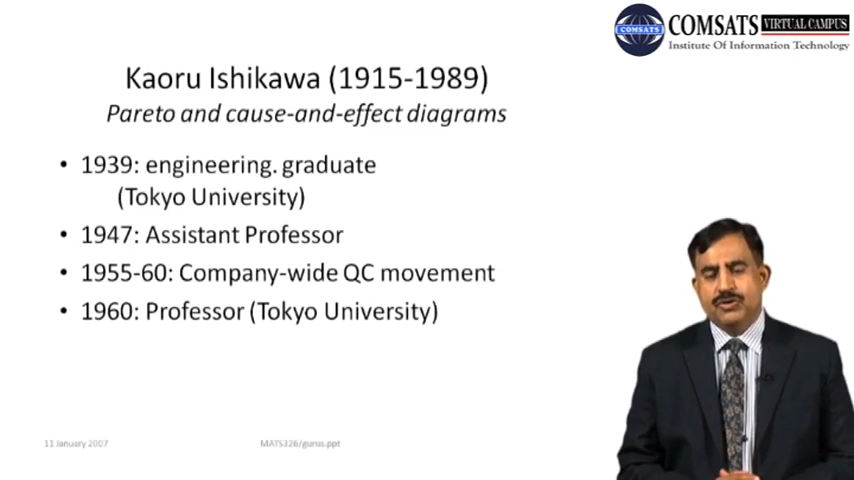 COMSATS VIRTUAL CAMPUS
COMSATS
Institute Of Information Technology
Kaoru Ishikawa (1915-1989)
Pareto and cause-and-effect diagrams
• 1939: engineering. graduate
(Tokyo University)
• 1947: Assistant Professor
• 1955-60: Company-wide QC movement
• 1960: Professor (Tokyo University)
11 January 2007
MATS326/gurus.ppt